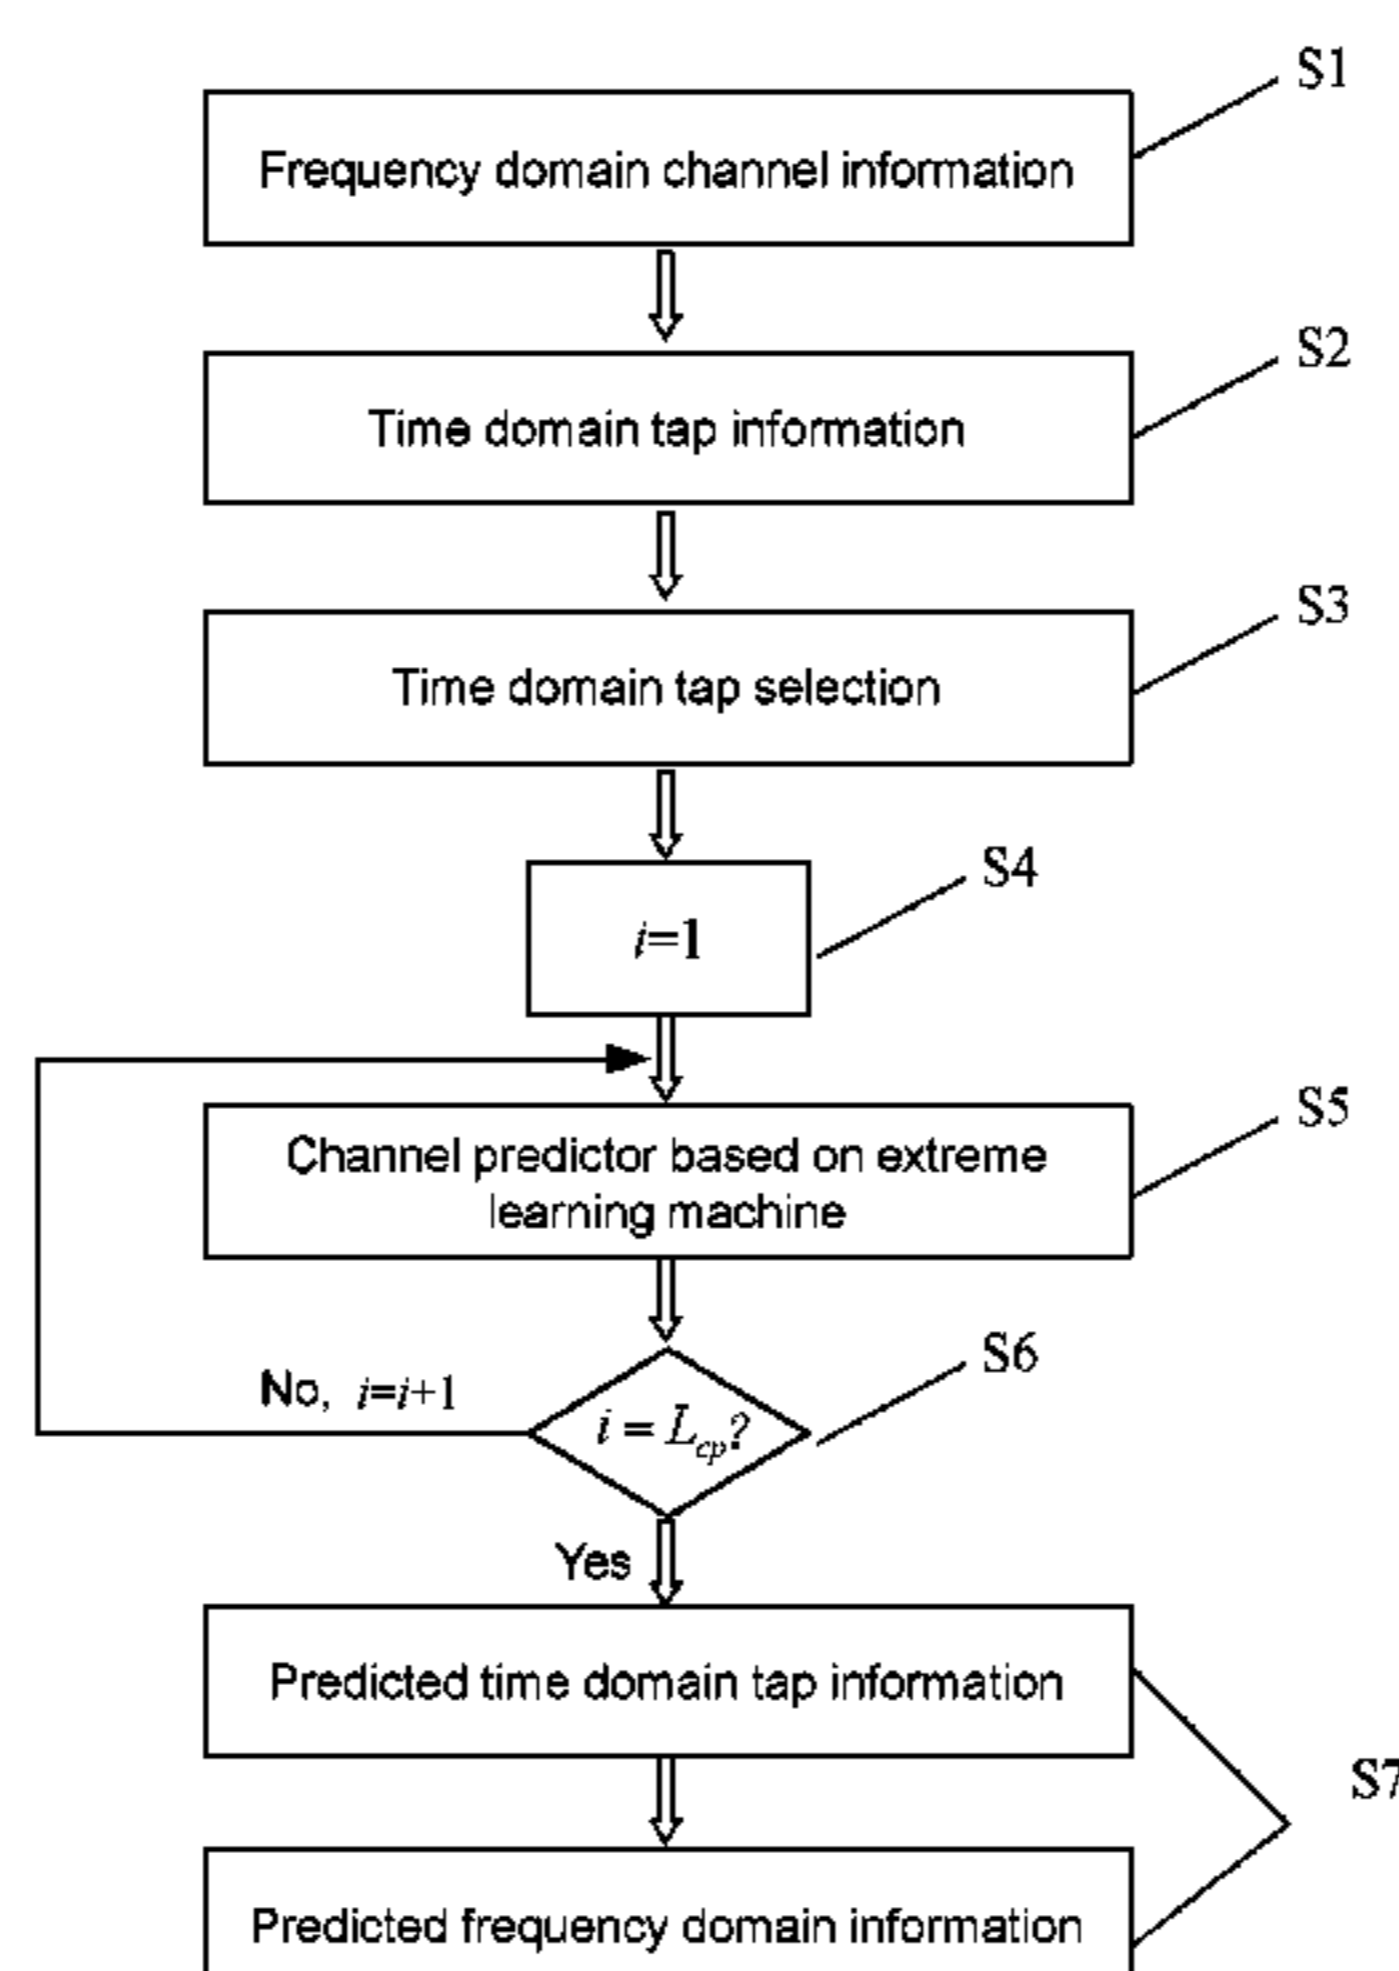 S1
Frequency domain channel information
S2
Time domain tap information
S3
Time domain tap selection
S4
i=1
S5
Channel predictor based on extreme
learning machine
S6
No, i=i+1
i = L_cp?
Yes
Predicted time domain tap information
S7
Predicted frequency domain information